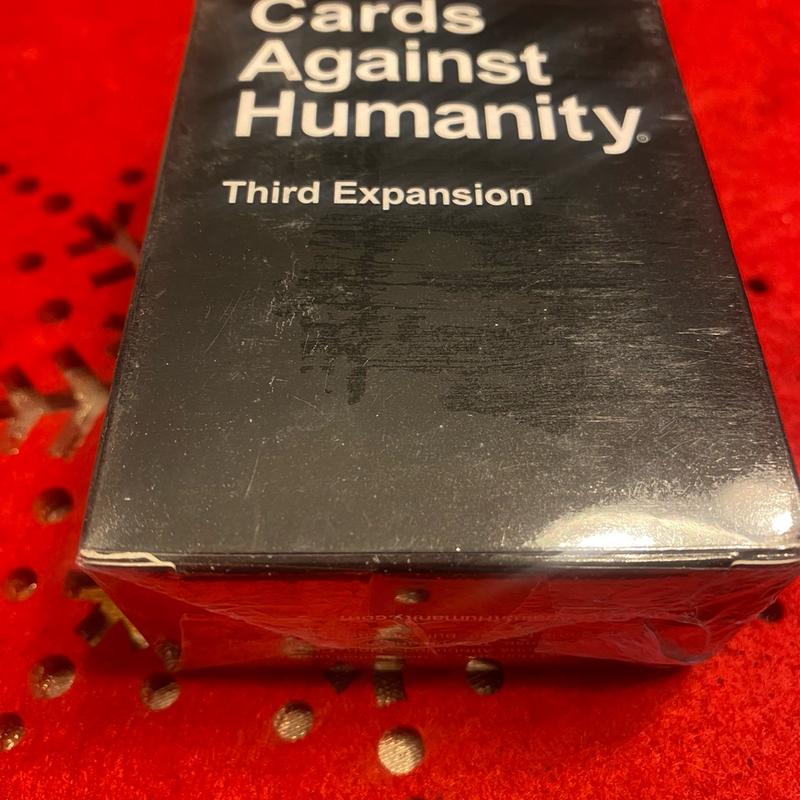 Cards
Against
Humanity®
Third Expansion